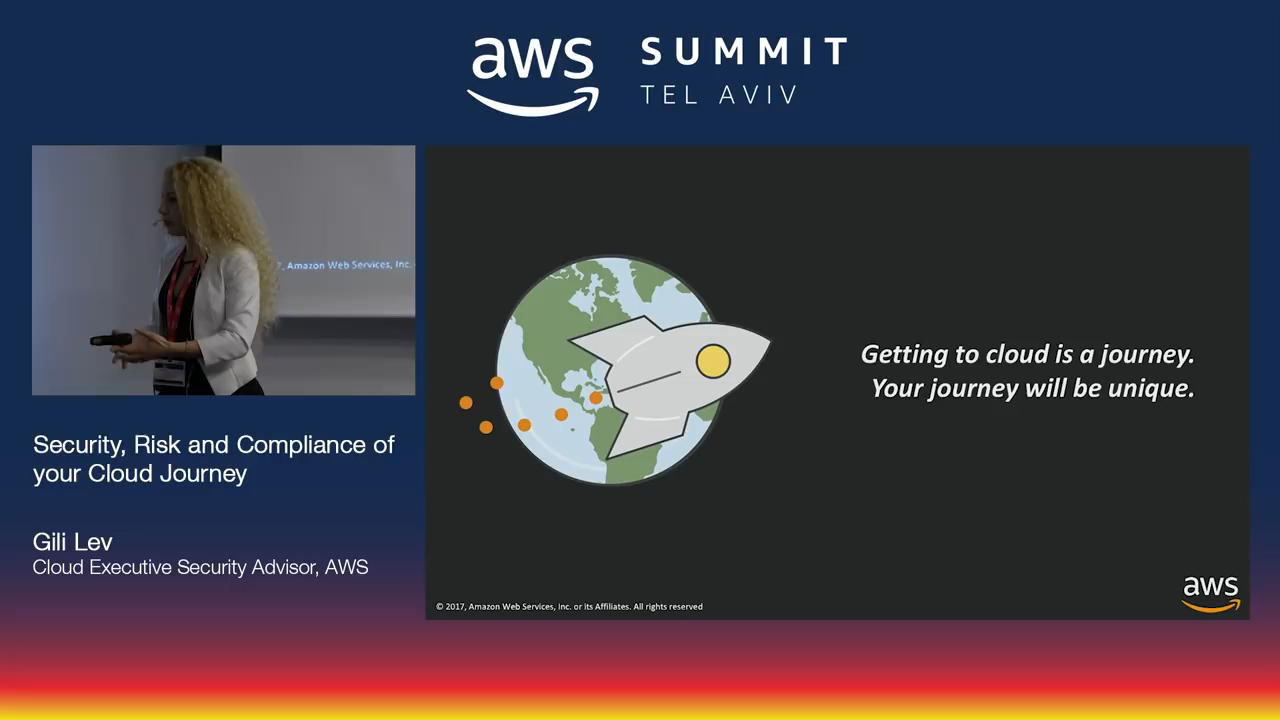 aws
SUMMIT
TEL AVIV
7, Amazon Web Services, Inc.
Security, Risk and Compliance of
your Cloud Journey
Gili Lev
Cloud Executive Security Advisor, AWS
Getting to cloud is a journey.
Your journey will be unique.
© 2017, Amazon Web Services, Inc. or its Affiliates. All rights reserved
aws